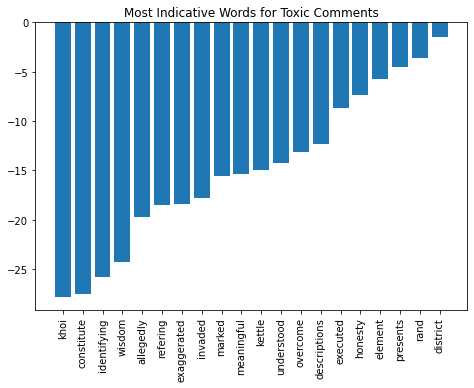 Most Indicative Words for Toxic Comments
0
−5
−10
−15
−20
−25
khoi
constitute
identifying
wisdom
allegedly
refering
exaggerated
invaded
marked
meaningful
kettle
understood
overcome
descriptions
executed
honesty
element
presents
rand
district